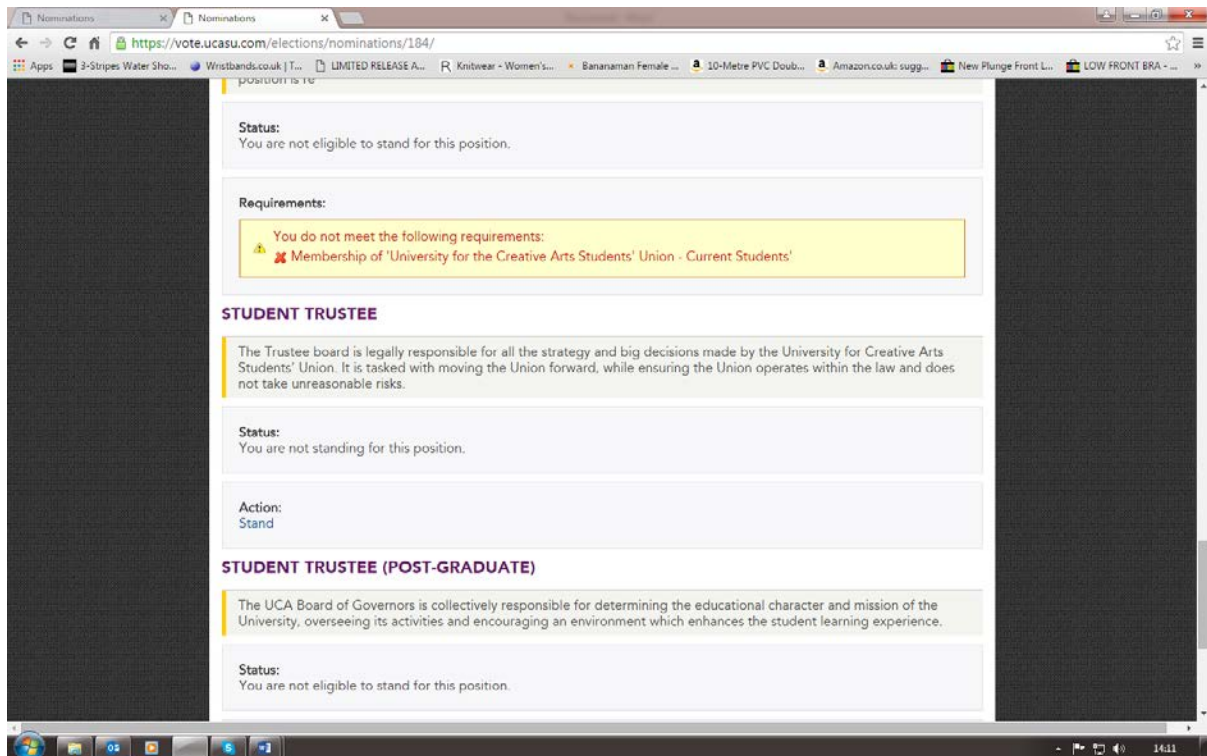 Nominations
Nominations
https://vote.ucasu.com/elections/nominations/184/
Apps 3-Stripes Water Sho... Wristbands.co.uk | T... LIMITED RELEASE A... Knitwear - Women's... Bananaman Female ... 10-Metre PVC Doub... Amazon.co.uk: sugg... New Plunge Front L... LOW FRONT BRA - ... »
position is re
Status:
You are not eligible to stand for this position.
Requirements:
You do not meet the following requirements:
Membership of 'University for the Creative Arts Students' Union - Current Students'
STUDENT TRUSTEE
The Trustee board is legally responsible for all the strategy and big decisions made by the University for Creative Arts
Students' Union. It is tasked with moving the Union forward, while ensuring the Union operates within the law and does
not take unreasonable risks.
Status:
You are not standing for this position.
Action:
Stand
STUDENT TRUSTEE (POST-GRADUATE)
The UCA Board of Governors is collectively responsible for determining the educational character and mission of the
University, overseeing its activities and encouraging an environment which enhances the student learning experience.
Status:
You are not eligible to stand for this position.
14:11